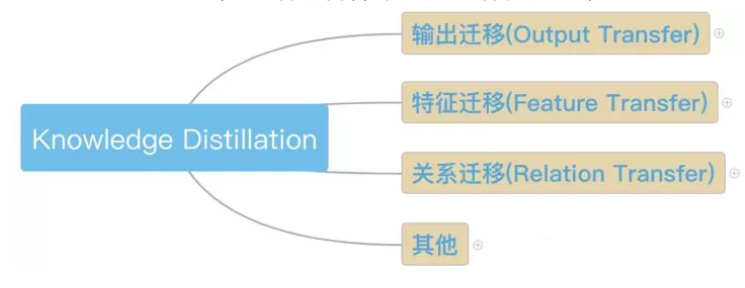 输出迁移(Output Transfer)
特征迁移(Feature Transfer)
Knowledge Distillation
关系迁移(Relation Transfer)
其他